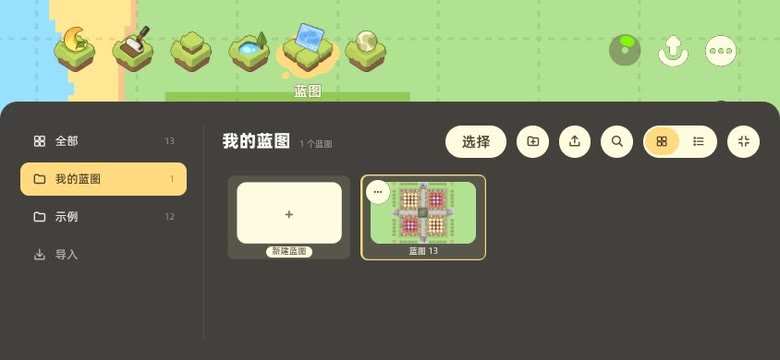 蓝图
全部 13
我的蓝图 1
示例 12
导入
我的蓝图 1 个蓝图
选择
新建蓝图
蓝图 13